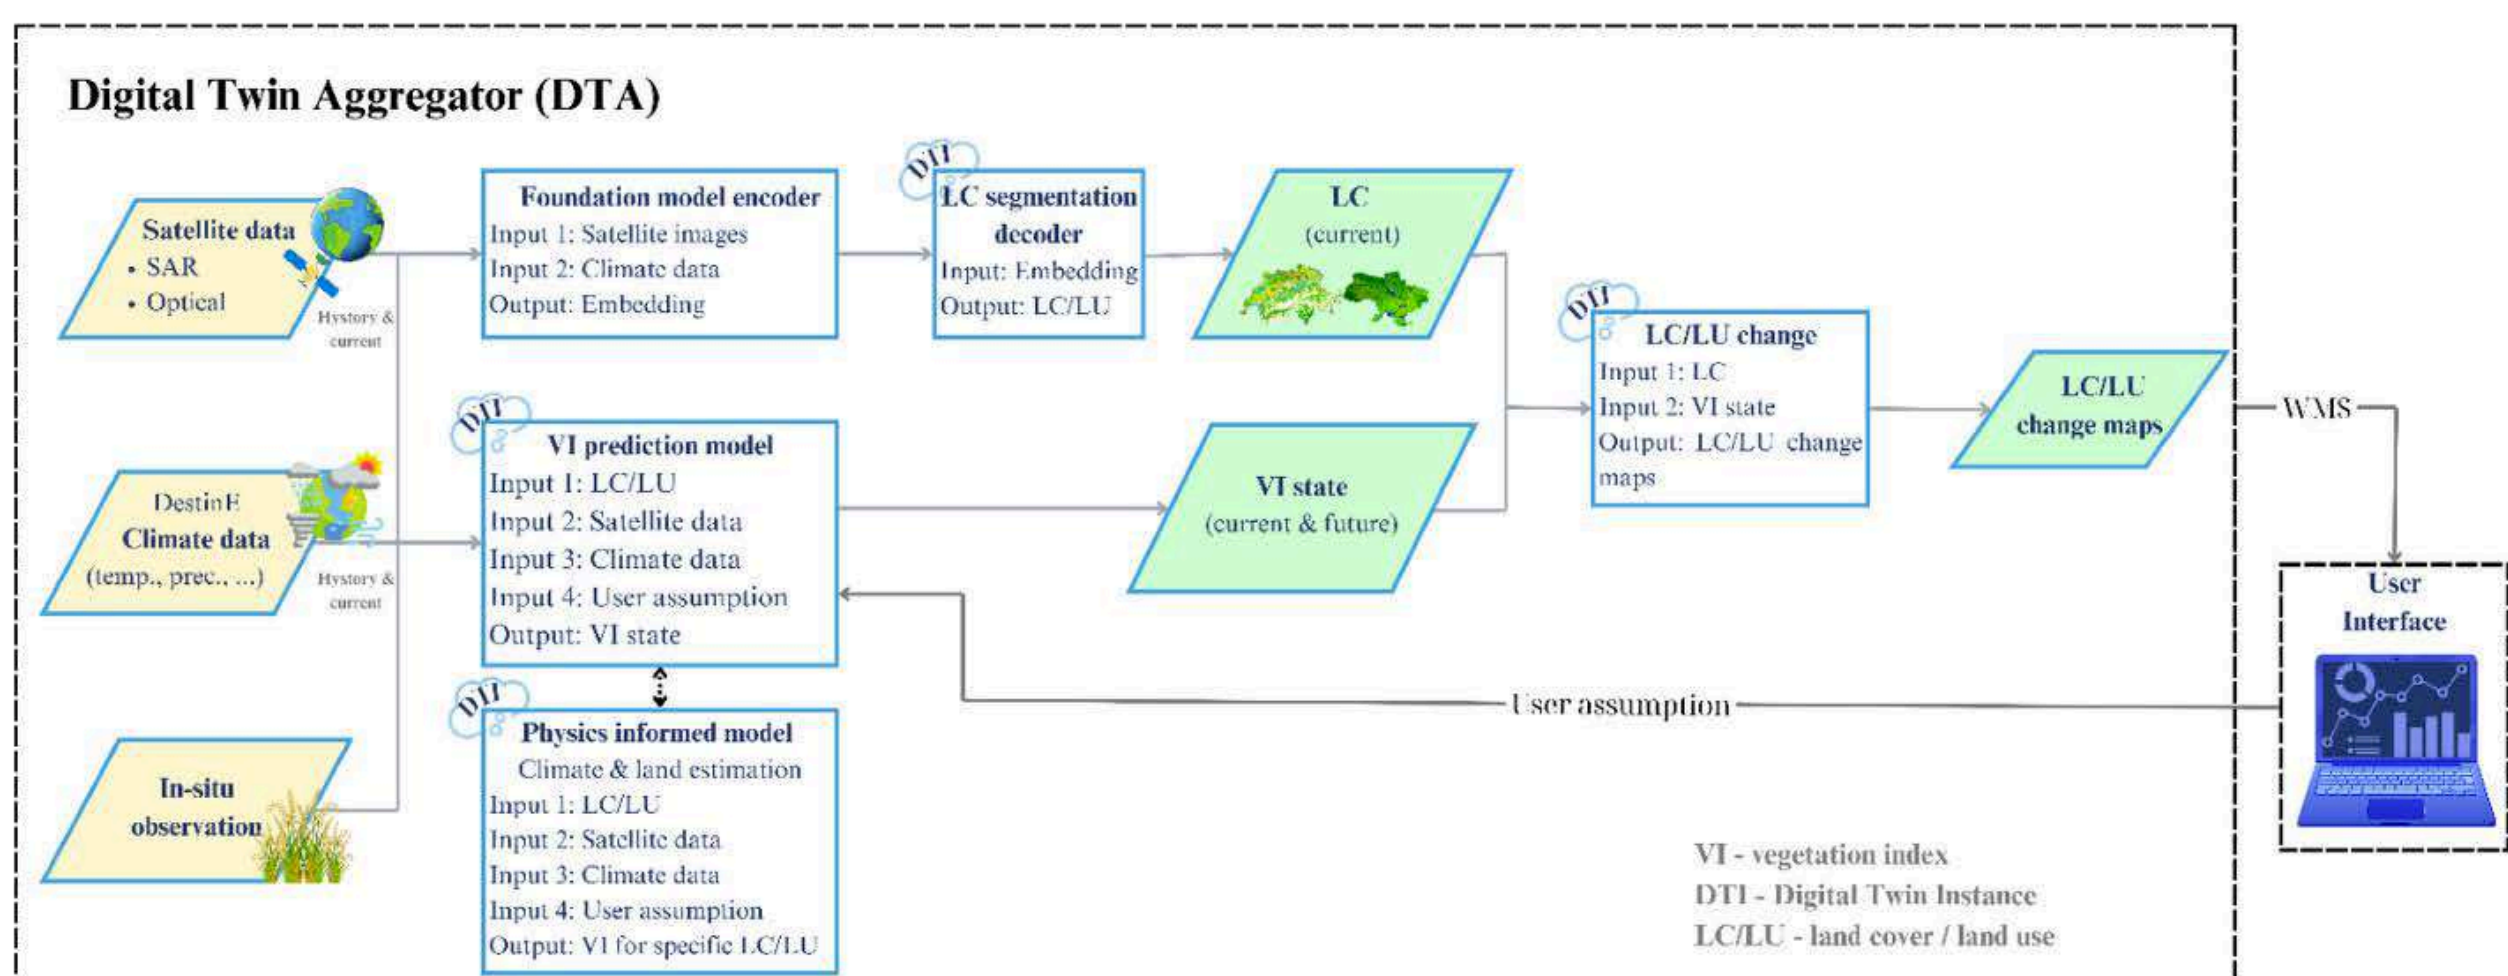 Digital Twin Aggregator (DTA)
Satellite data
• SAR
• Optical
Hystory &
current
DestinE
Climate data
(temp., prec., ...)
Hystory &
current
In-situ
observation
Foundation model encoder
Input 1: Satellite images
Input 2: Climate data
Output: Embedding
DTI
LC segmentation
decoder
Input: Embedding
Output: LC/LU
LC
(current)
DTI
VI prediction model
Input 1: LC/LU
Input 2: Satellite data
Input 3: Climate data
Input 4: User assumption
Output: VI state
VI state
(current & future)
DTI
Physics informed model
Climate & land estimation
Input 1: LC/LU
Input 2: Satellite data
Input 3: Climate data
Input 4: User assumption
Output: VI for specific LC/LU
DTI
LC/LU change
Input 1: LC
Input 2: VI state
Output: LC/LU change
maps
LC/LU
change maps
WMS
User
Interface
User assumption
VI - vegetation index
DTI - Digital Twin Instance
LC/LU - land cover / land use